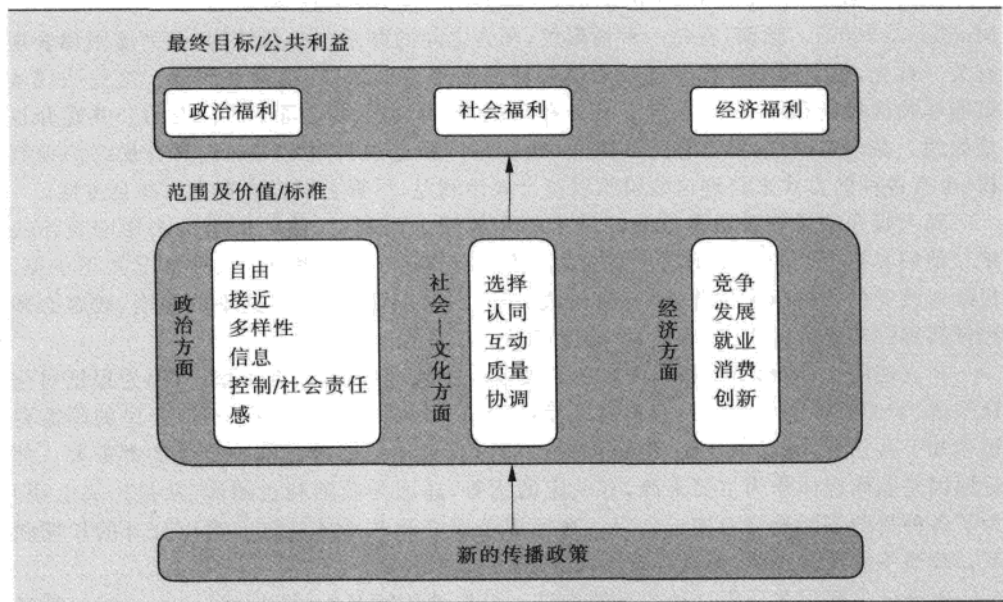 最终目标/公共利益
政治福利
社会福利
经济福利
范围及价值/标准
政治方面
自由
接近
多样性
信息
控制/社会责任
感
社会—文化方面
选择
认同
互动
质量
协调
经济方面
竞争
发展
就业
消费
创新
新的传播政策